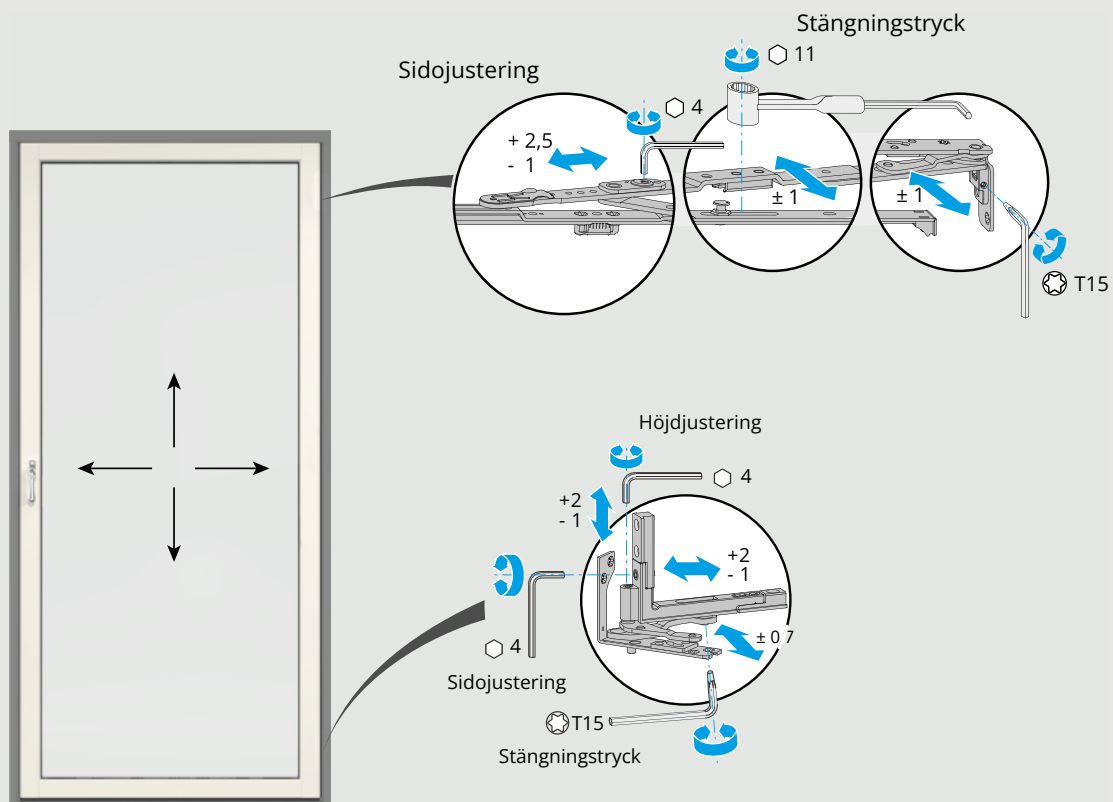 Stängningstryck
11
Sidojustering
4
+ 2,5
- 1
± 1
± 1
T15
Höjdjustering
4
+2
- 1
+2
- 1
± 0 7
4
Sidojustering
T15
Stängningstryck